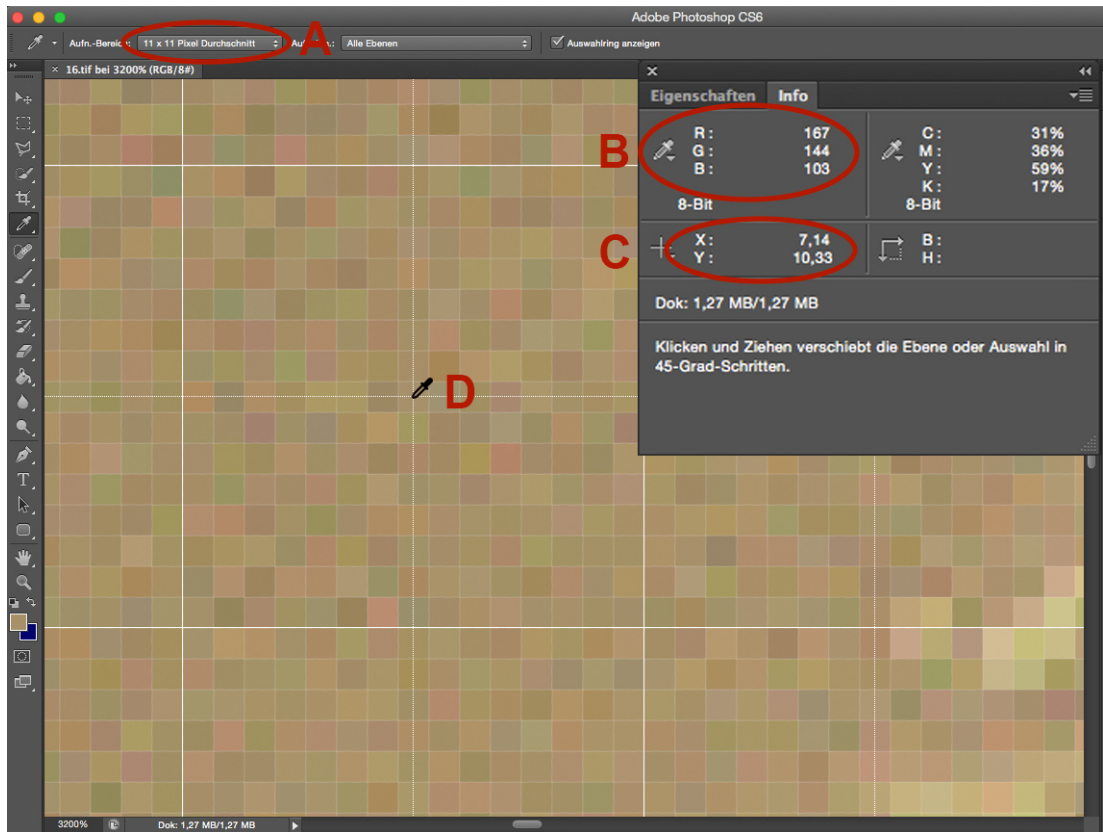 Adobe Photoshop CS6
Aufn.-Bereich: 11 x 11 Pixel Durchschnitt A Alle Ebenen Auswahlring anzeigen
× 16.tif bei 3200% (RGB/8#)
Eigenschaften Info
B
R: 167
G: 144
B: 103
8-Bit
C: 31%
M: 36%
Y: 59%
K: 17%
8-Bit
C
X: 7,14
Y: 10,33
B:
H:
Dok: 1,27 MB/1,27 MB
Klicken und Ziehen verschiebt die Ebene oder Auswahl in
45-Grad-Schritten.
D
3200% Dok: 1,27 MB/1,27 MB